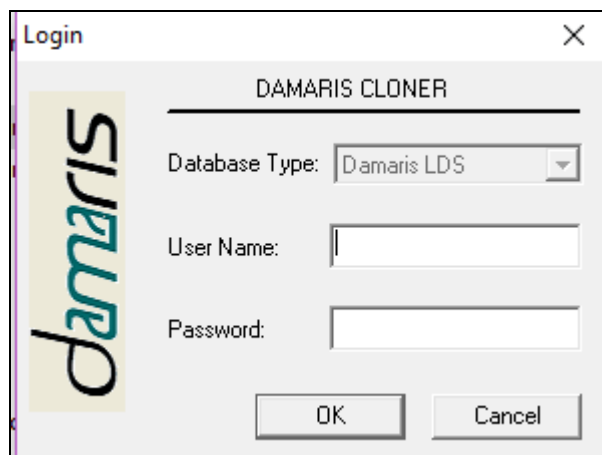 Login
DAMARIS CLONER
damaris
Database Type: Damaris LDS
User Name:
Password:
OK Cancel